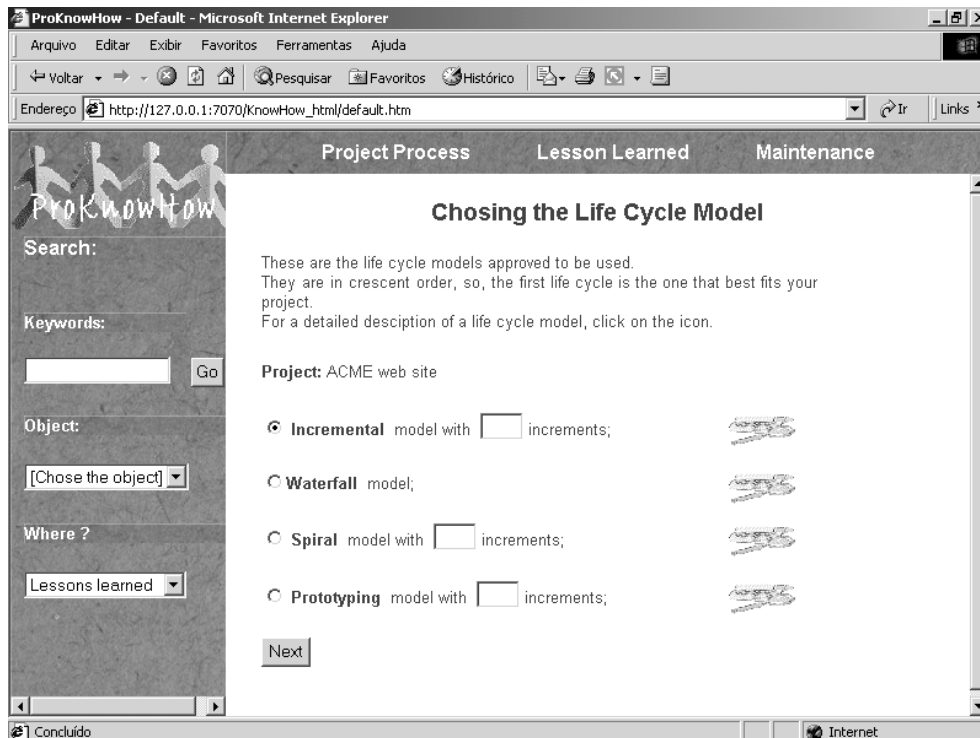 ProKnowHow - Default - Microsoft Internet Explorer
Arquivo Editar Exibir Favoritos Ferramentas Ajuda
Voltar Pesquisar Favoritos Histórico
Endereço http://127.0.0.1:7070/KnowHow_html/default.htm Ir Links
Project Process Lesson Learned Maintenance
ProKnowHow
Search:
Keywords:
Go
Object:
[Chose the object]
Where ?
Lessons learned
Chosing the Life Cycle Model
These are the life cycle models approved to be used.
They are in crescent order, so, the first life cycle is the one that best fits your
project.
For a detailed desciption of a life cycle model, click on the icon.
Project: ACME web site
Incremental model with increments;
Waterfall model;
Spiral model with increments;
Prototyping model with increments;
Next
Concluído Internet